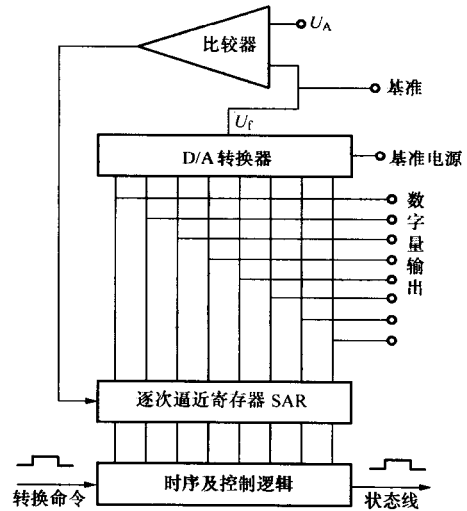 比较器
U_A
基准
U_f
D/A 转换器
基准电源
数字量输出
逐次逼近寄存器 SAR
时序及控制逻辑
转换命令
状态线